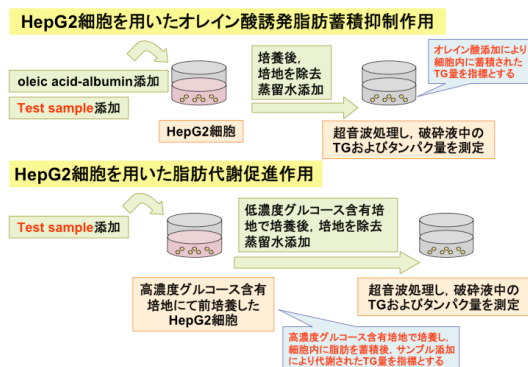 HepG2細胞を用いたオレイン酸誘発脂肪蓄積抑制作用
oleic acid-albumin添加
Test sample添加
HepG2細胞
培養後,
培地を除去
蒸留水添加
オレイン酸添加により
細胞内に蓄積された
TG量を指標とする
超音波処理し, 破砕液中の
TGおよびタンパク量を測定
HepG2細胞を用いた脂肪代謝促進作用
Test sample添加
高濃度グルコース含有
培地にて前培養した
HepG2細胞
低濃度グルコース含有培
地で培養後, 培地を除去
蒸留水添加
超音波処理し, 破砕液中の
TGおよびタンパク量を測定
高濃度グルコース含有培地で培養し,
細胞内に脂肪を蓄積後, サンプル添加
により代謝されたTG量を指標とする